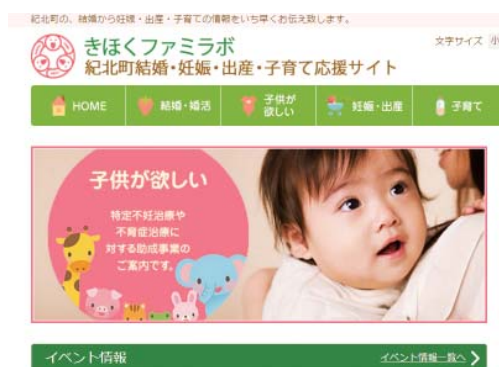 紀北町の、結婚から妊娠・出産・子育ての情報をいち早くお伝え致します。
きほくファミラボ
文字サイズ 小
紀北町結婚・妊娠・出産・子育て応援サイト
HOME
結婚・婚活
子供が
欲しい
妊娠・出産
子育て
子供が欲しい
特定不妊治療や
不育症治療に
対する助成事業の
ご案内です。
イベント情報
イベント情報一覧へ